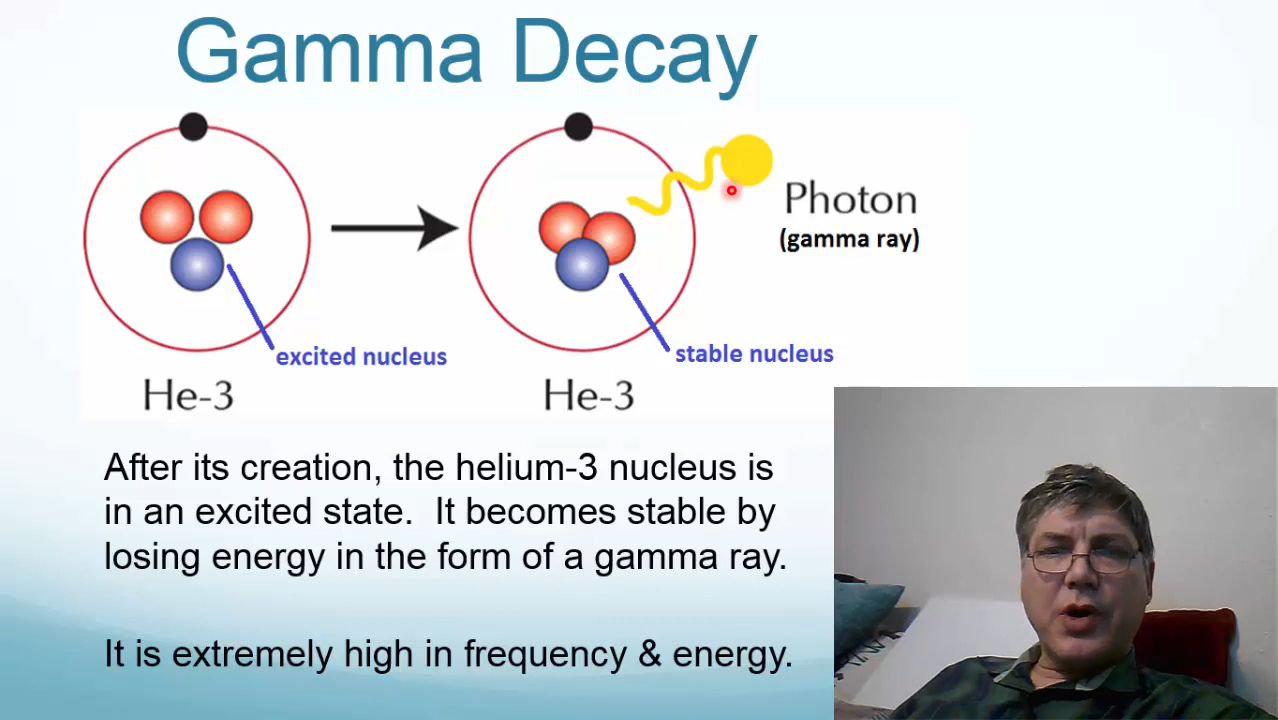 Gamma Decay
Photon
(gamma ray)
excited nucleus
stable nucleus
He-3
He-3
After its creation, the helium-3 nucleus is
in an excited state.  It becomes stable by
losing energy in the form of a gamma ray.
It is extremely high in frequency & energy.